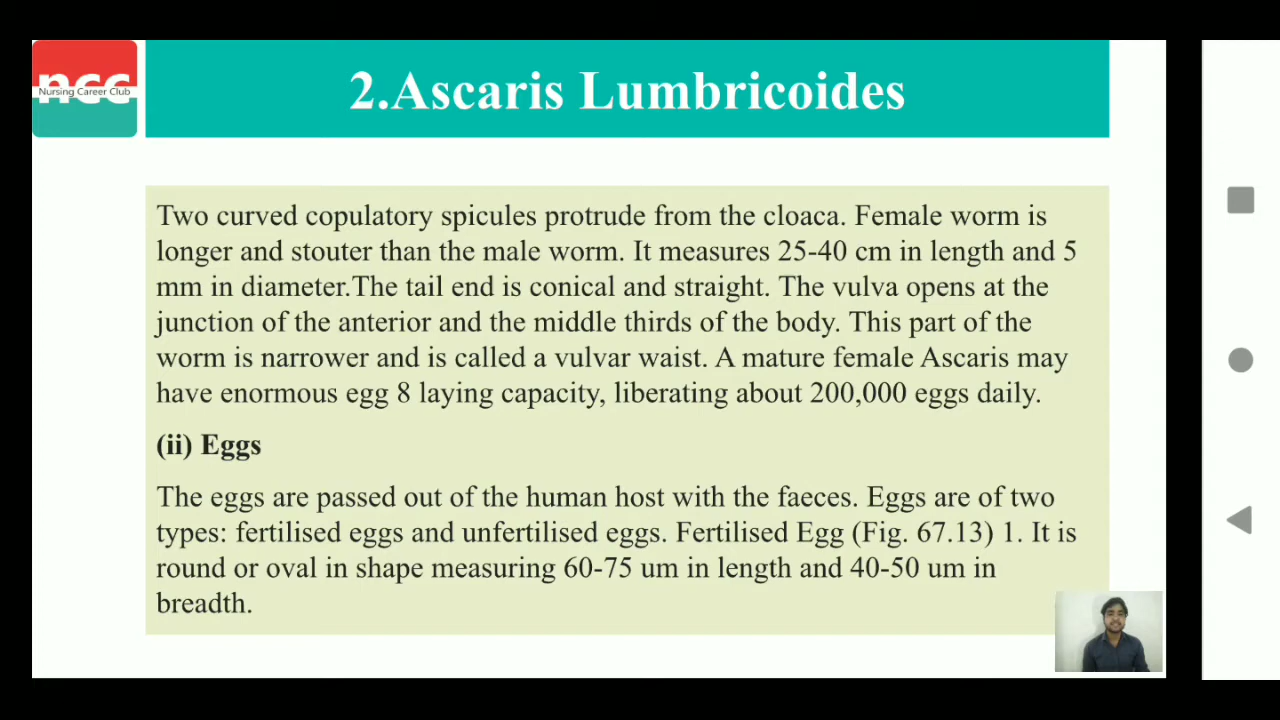 ncc
Nursing Career Club
2.Ascaris Lumbricoides
Two curved copulatory spicules protrude from the cloaca. Female worm is
longer and stouter than the male worm. It measures 25-40 cm in length and 5
mm in diameter.The tail end is conical and straight. The vulva opens at the
junction of the anterior and the middle thirds of the body. This part of the
worm is narrower and is called a vulvar waist. A mature female Ascaris may
have enormous egg 8 laying capacity, liberating about 200,000 eggs daily.
(ii) Eggs
The eggs are passed out of the human host with the faeces. Eggs are of two
types: fertilised eggs and unfertilised eggs. Fertilised Egg (Fig. 67.13) 1. It is
round or oval in shape measuring 60-75 um in length and 40-50 um in
breadth.